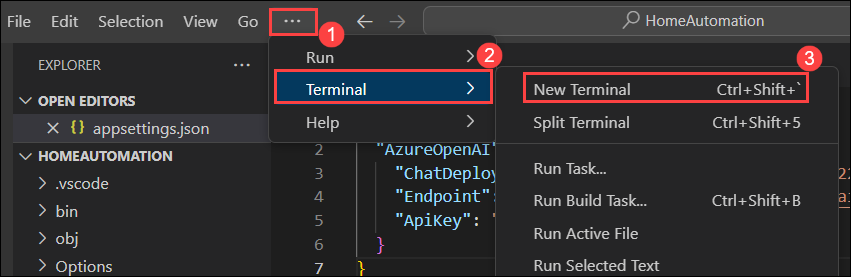 File Edit Selection View Go ... HomeAutomation
1
EXPLORER ...
Run
2
Terminal
3
New Terminal Ctrl+Shift+`
Split Terminal Ctrl+Shift+5
Help
OPEN EDITORS
{} appsettings.json
HOMEAUTOMATION
.vscode
bin
obj
Options
2 "AzureOpenAI"
3 "ChatDeploy
4 "Endpoint":
5 "ApiKey": "
6 }
7 }
Run Task...
Run Build Task... Ctrl+Shift+B
Run Active File
Run Selected Text